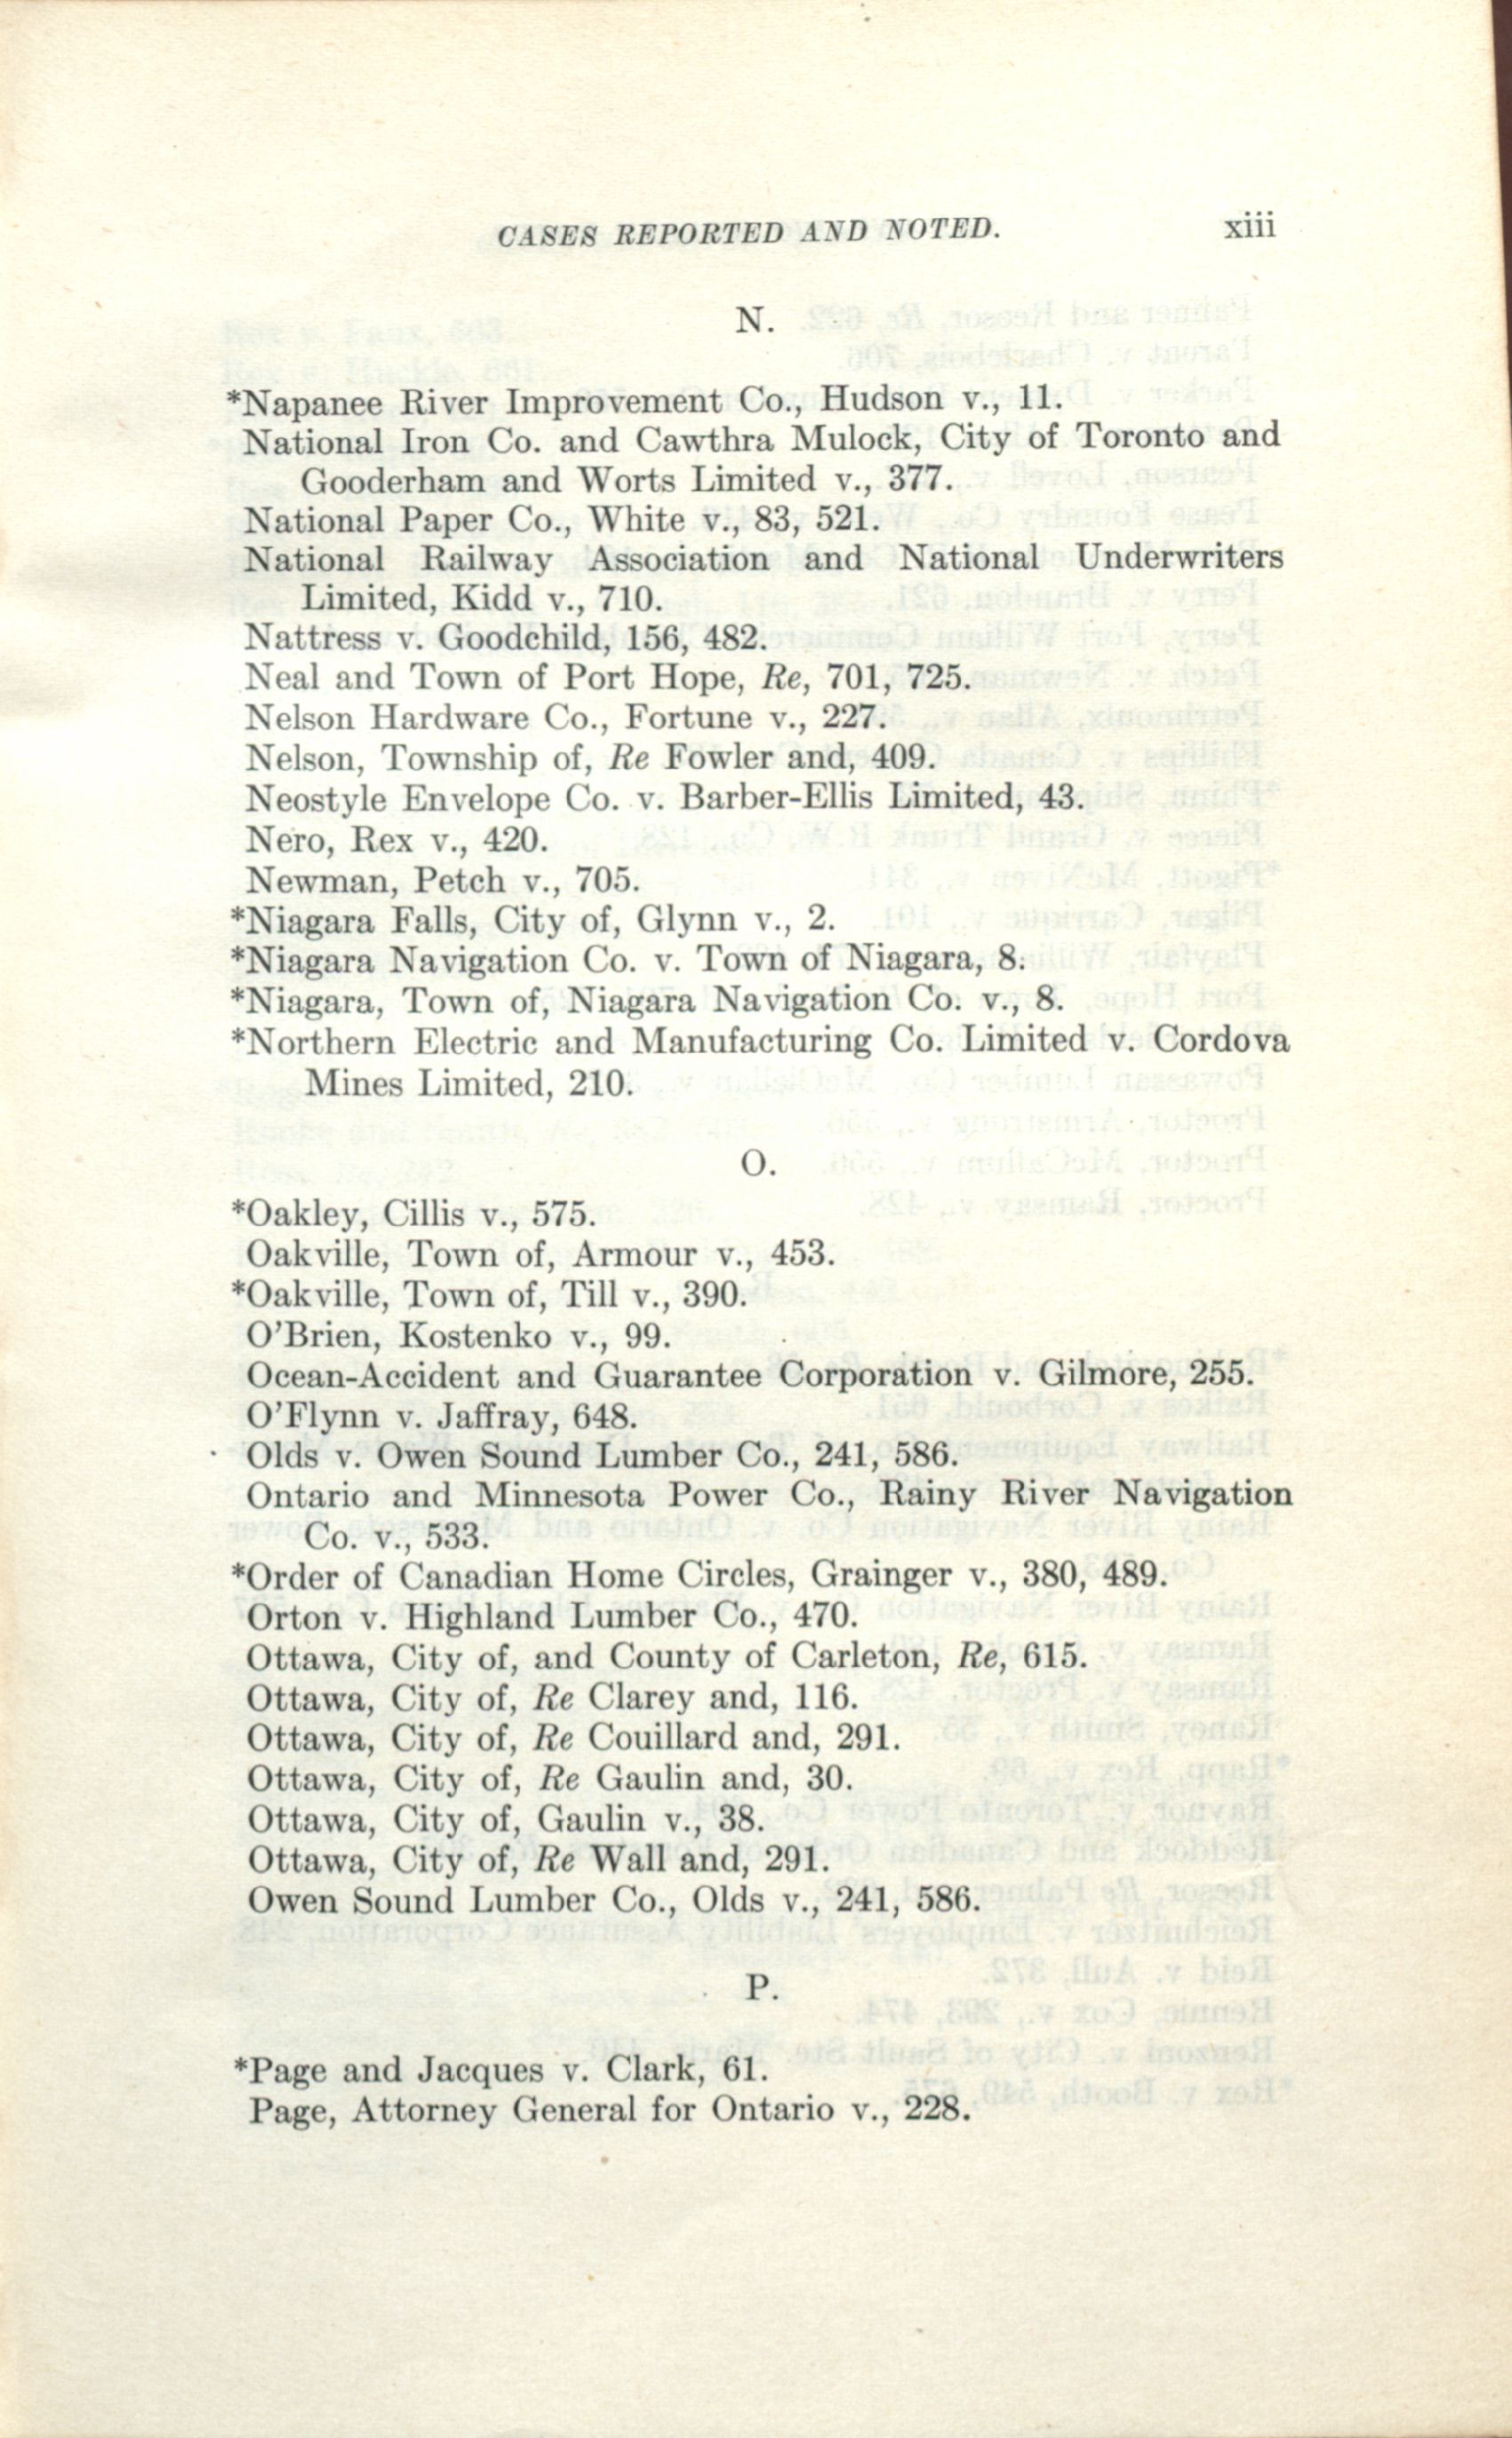 CASES REPORTED AND NOTED. xiii
N.
*Napanee River Improvement Co., Hudson v., 11.
National Iron Co. and Cawthra Mulock, City of Toronto and
Gooderham and Worts Limited v., 377.
National Paper Co., White v., 83, 521.
National Railway Association and National Underwriters
Limited, Kidd v., 710.
Nattress v. Goodchild, 156, 482.
Neal and Town of Port Hope, Re, 701, 725.
Nelson Hardware Co., Fortune v., 227.
Nelson, Township of, Re Fowler and, 409.
Neostyle Envelope Co. v. Barber-Ellis Limited, 43.
Nero, Rex v., 420.
Newman, Petch v., 705.
*Niagara Falls, City of, Glynn v., 2.
*Niagara Navigation Co. v. Town of Niagara, 8.
*Niagara, Town of, Niagara Navigation Co. v., 8.
*Northern Electric and Manufacturing Co. Limited v. Cordova
Mines Limited, 210.
O.
*Oakley, Cillis v., 575.
Oakville, Town of, Armour v., 453.
*Oakville, Town of, Till v., 390.
O'Brien, Kostenko v., 99.
Ocean-Accident and Guarantee Corporation v. Gilmore, 255.
O'Flynn v. Jaffray, 648.
Olds v. Owen Sound Lumber Co., 241, 586.
Ontario and Minnesota Power Co., Rainy River Navigation
Co. v., 533.
*Order of Canadian Home Circles, Grainger v., 380, 489.
Orton v. Highland Lumber Co., 470.
Ottawa, City of, and County of Carleton, Re, 615.
Ottawa, City of, Re Clarey and, 116.
Ottawa, City of, Re Couillard and, 291.
Ottawa, City of, Re Gaulin and, 30.
Ottawa, City of, Gaulin v., 38.
Ottawa, City of, Re Wall and, 291.
Owen Sound Lumber Co., Olds v., 241, 586.
P.
*Page and Jacques v. Clark, 61.
Page, Attorney General for Ontario v., 228.